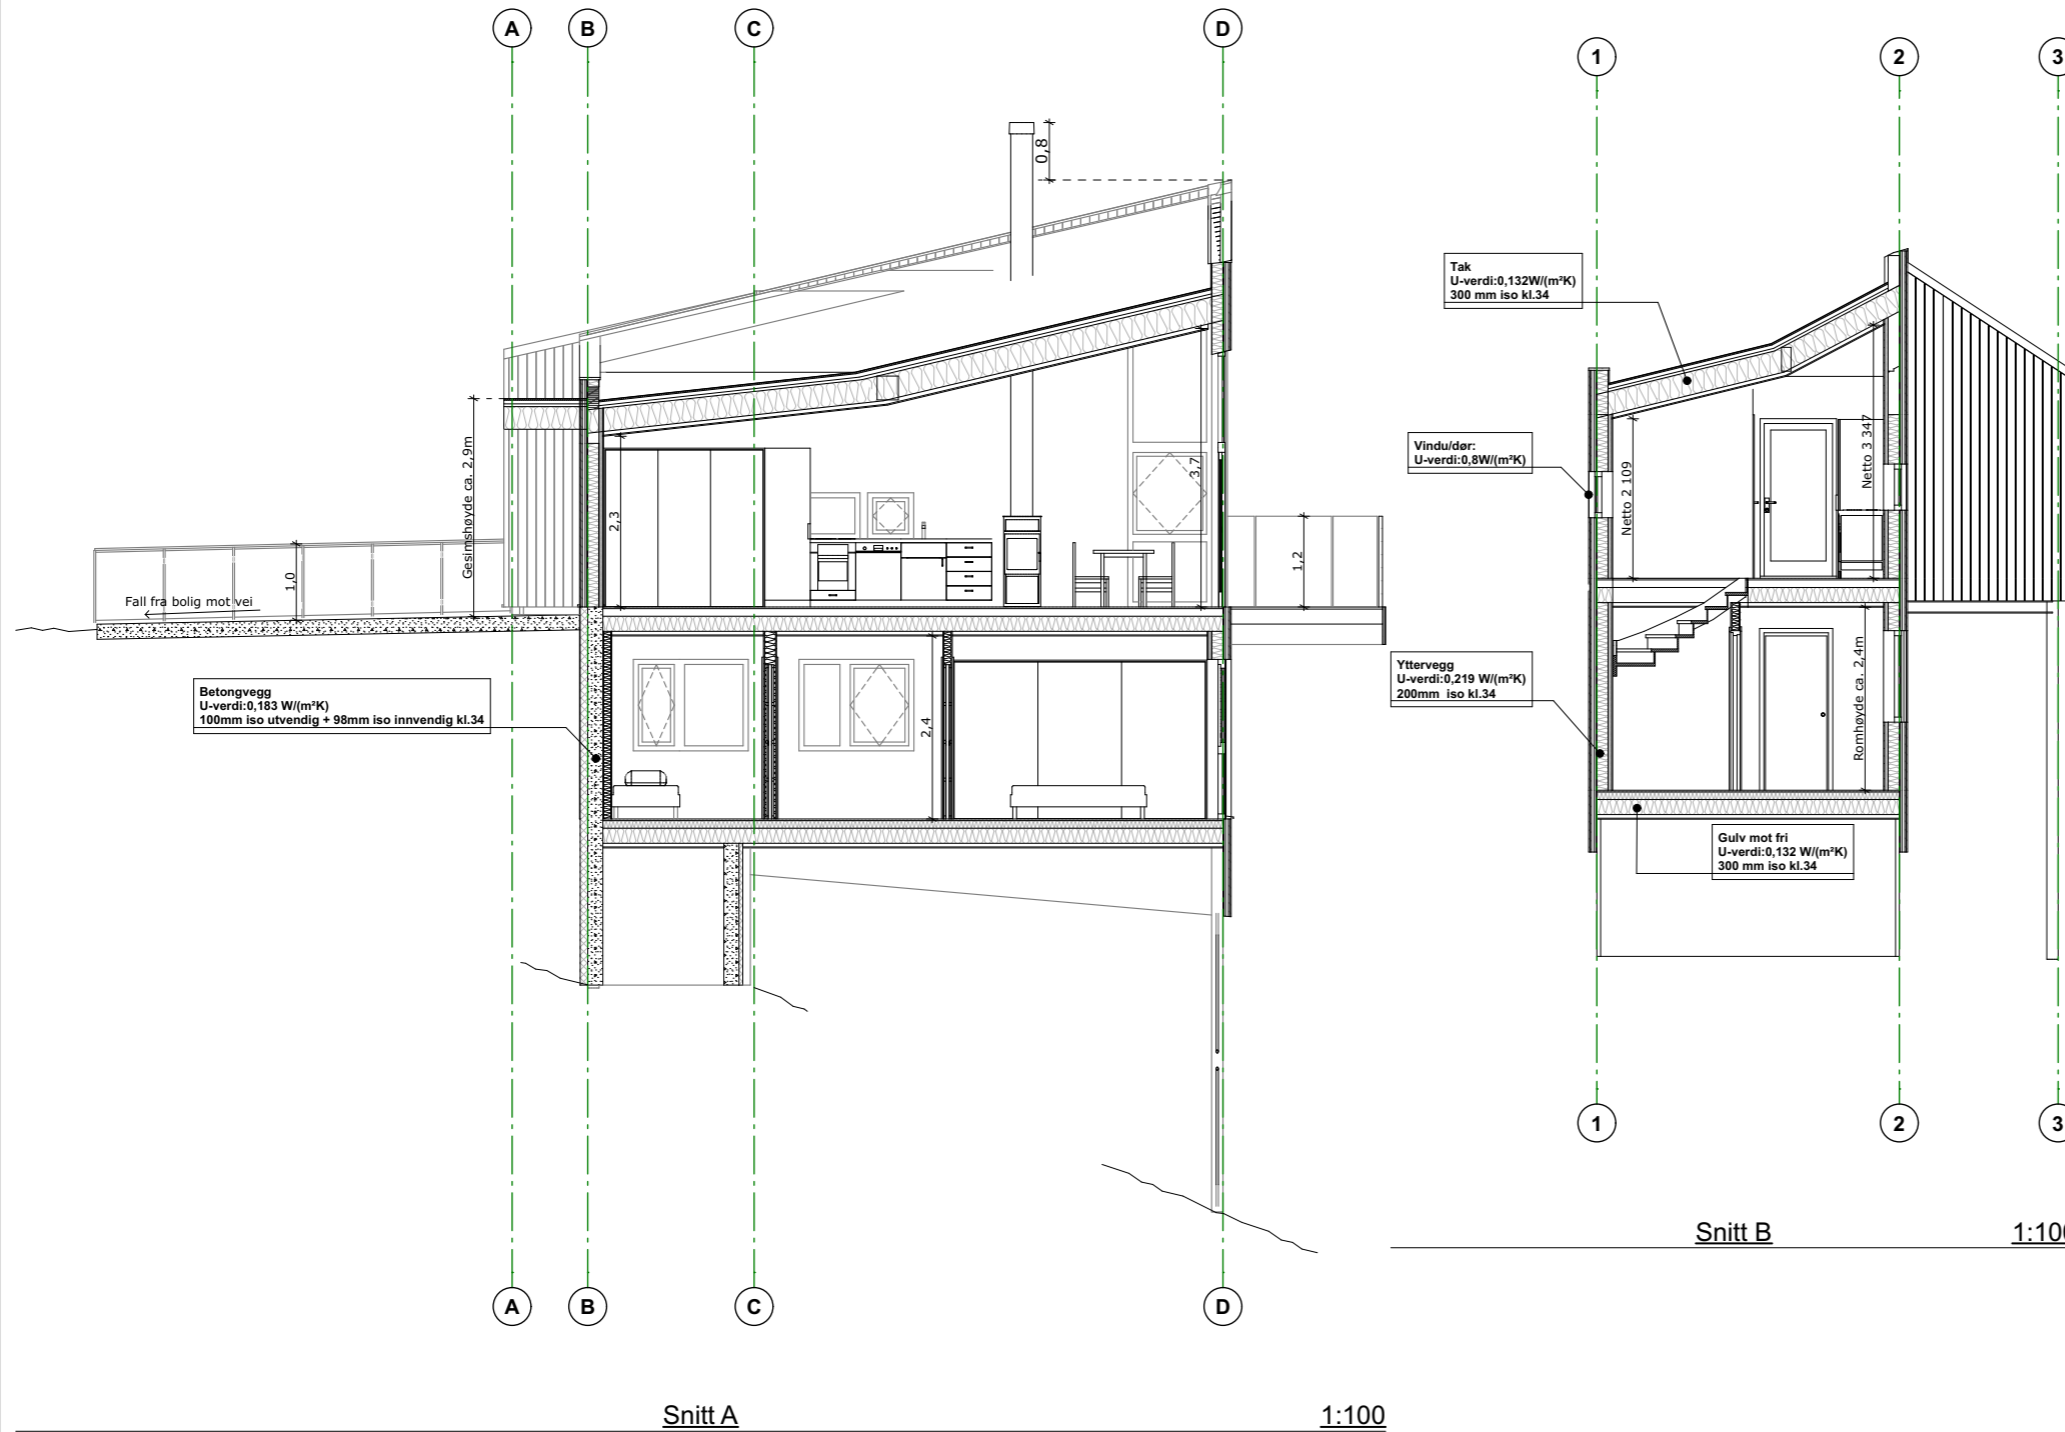 A
B
C
D
1
2
3
0,8
Tak
U-verdi:0,132W/(m²K)
300 mm iso kl.34
Vindu/dør:
U-verdi:0,8W/(m²K)
Gesimshøyde ca. 2,9m
2,3
3,7
Netto 2 109
Netto 3 347
1,0
1,2
Fall fra bolig mot vei
Betongvegg
U-verdi:0,183 W/(m²K)
100mm iso utvendig + 98mm iso innvendig kl.34
2,4
Yttervegg
U-verdi:0,219 W/(m²K)
200mm  iso kl.34
Romhøyde ca. 2,4m
Gulv mot fri
U-verdi:0,132 W/(m²K)
300 mm iso kl.34
1
2
3
Snitt B
1:100
A
B
C
D
Snitt A
1:100